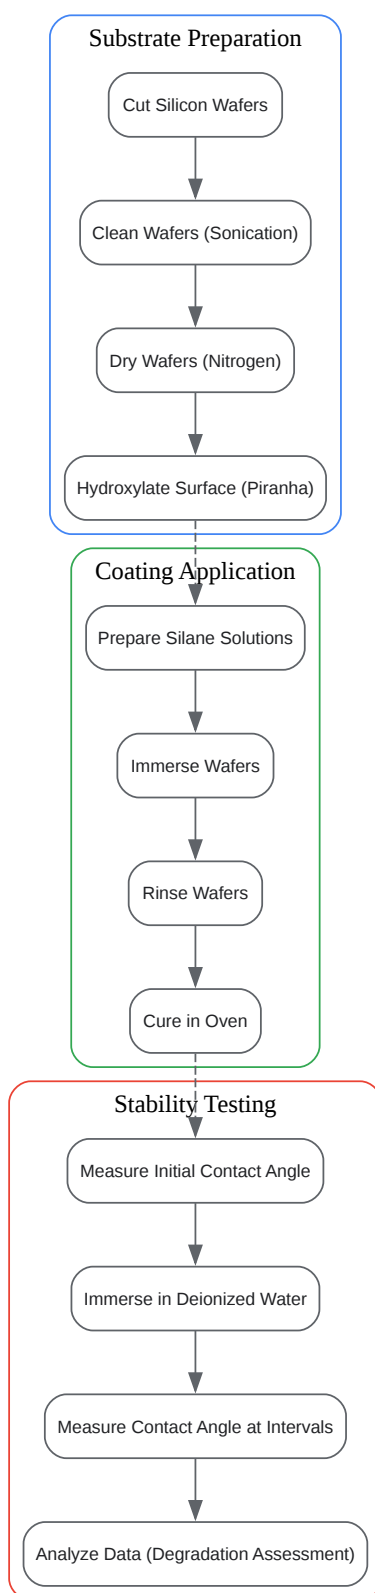 Substrate Preparation
Cut Silicon Wafers
Clean Wafers (Sonication)
Dry Wafers (Nitrogen)
Hydroxylate Surface (Piranha)
Coating Application
Prepare Silane Solutions
Immerse Wafers
Rinse Wafers
Cure in Oven
Stability Testing
Measure Initial Contact Angle
Immerse in Deionized Water
Measure Contact Angle at Intervals
Analyze Data (Degradation Assessment)